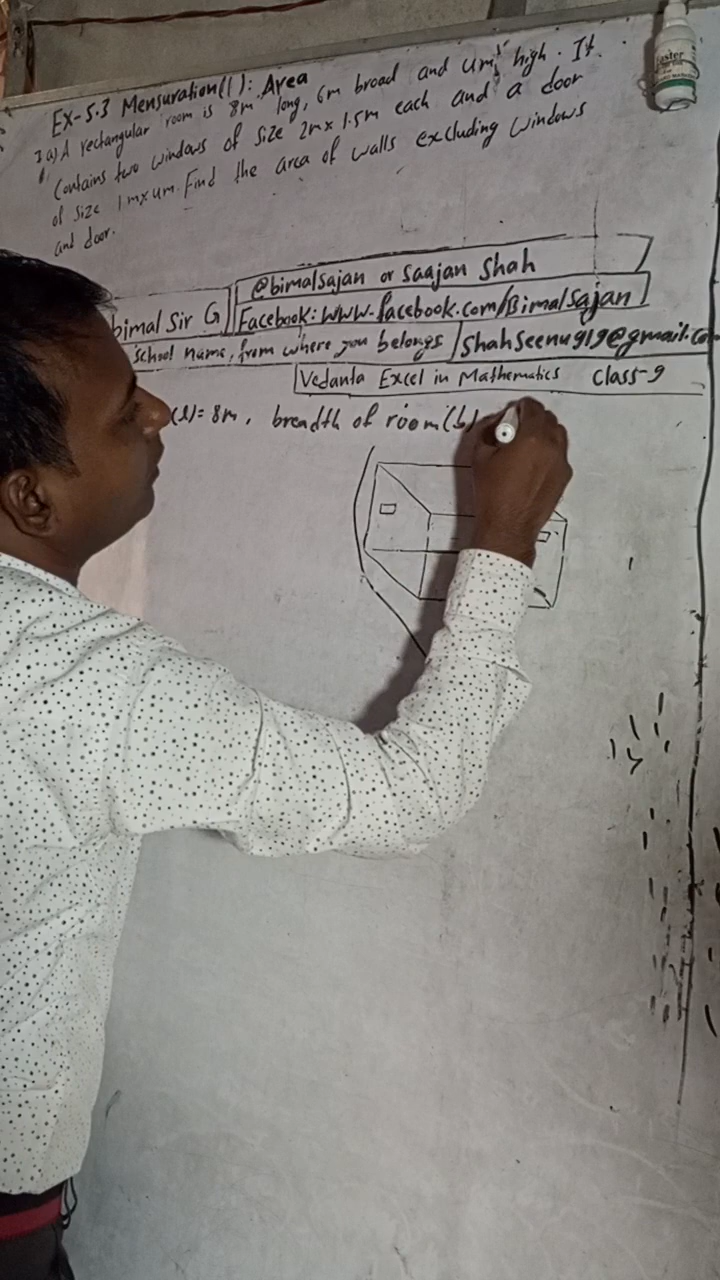 Ex-5.3 Mensuration(I): Area
3 a) A rectangular room is 8m long, 6m broad and 4m high. It
contains two windows of size 2m x 1.5m each and a door
of size 1m x 4m. Find the area of walls excluding windows
and door.
@bimalsajan or Saajan Shah
bimal Sir G
Facebook: www.facebook.com/Bimalsajan
school name, from where you belongs
shahseenu919@gmail.com
Vedanta Excel in Mathematics Class-9
(l) = 8m, breadth of room (b)